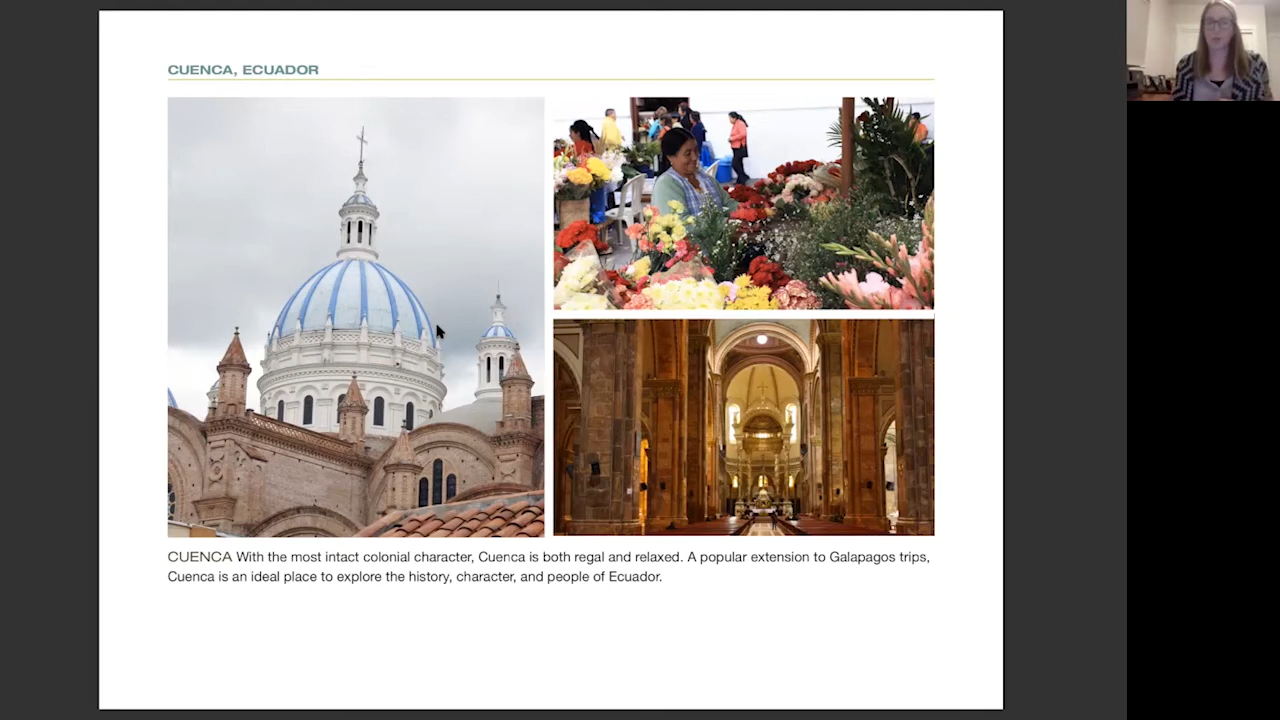 CUENCA, ECUADOR
CUENCA With the most intact colonial character, Cuenca is both regal and relaxed. A popular extension to Galapagos trips,
Cuenca is an ideal place to explore the history, character, and people of Ecuador.